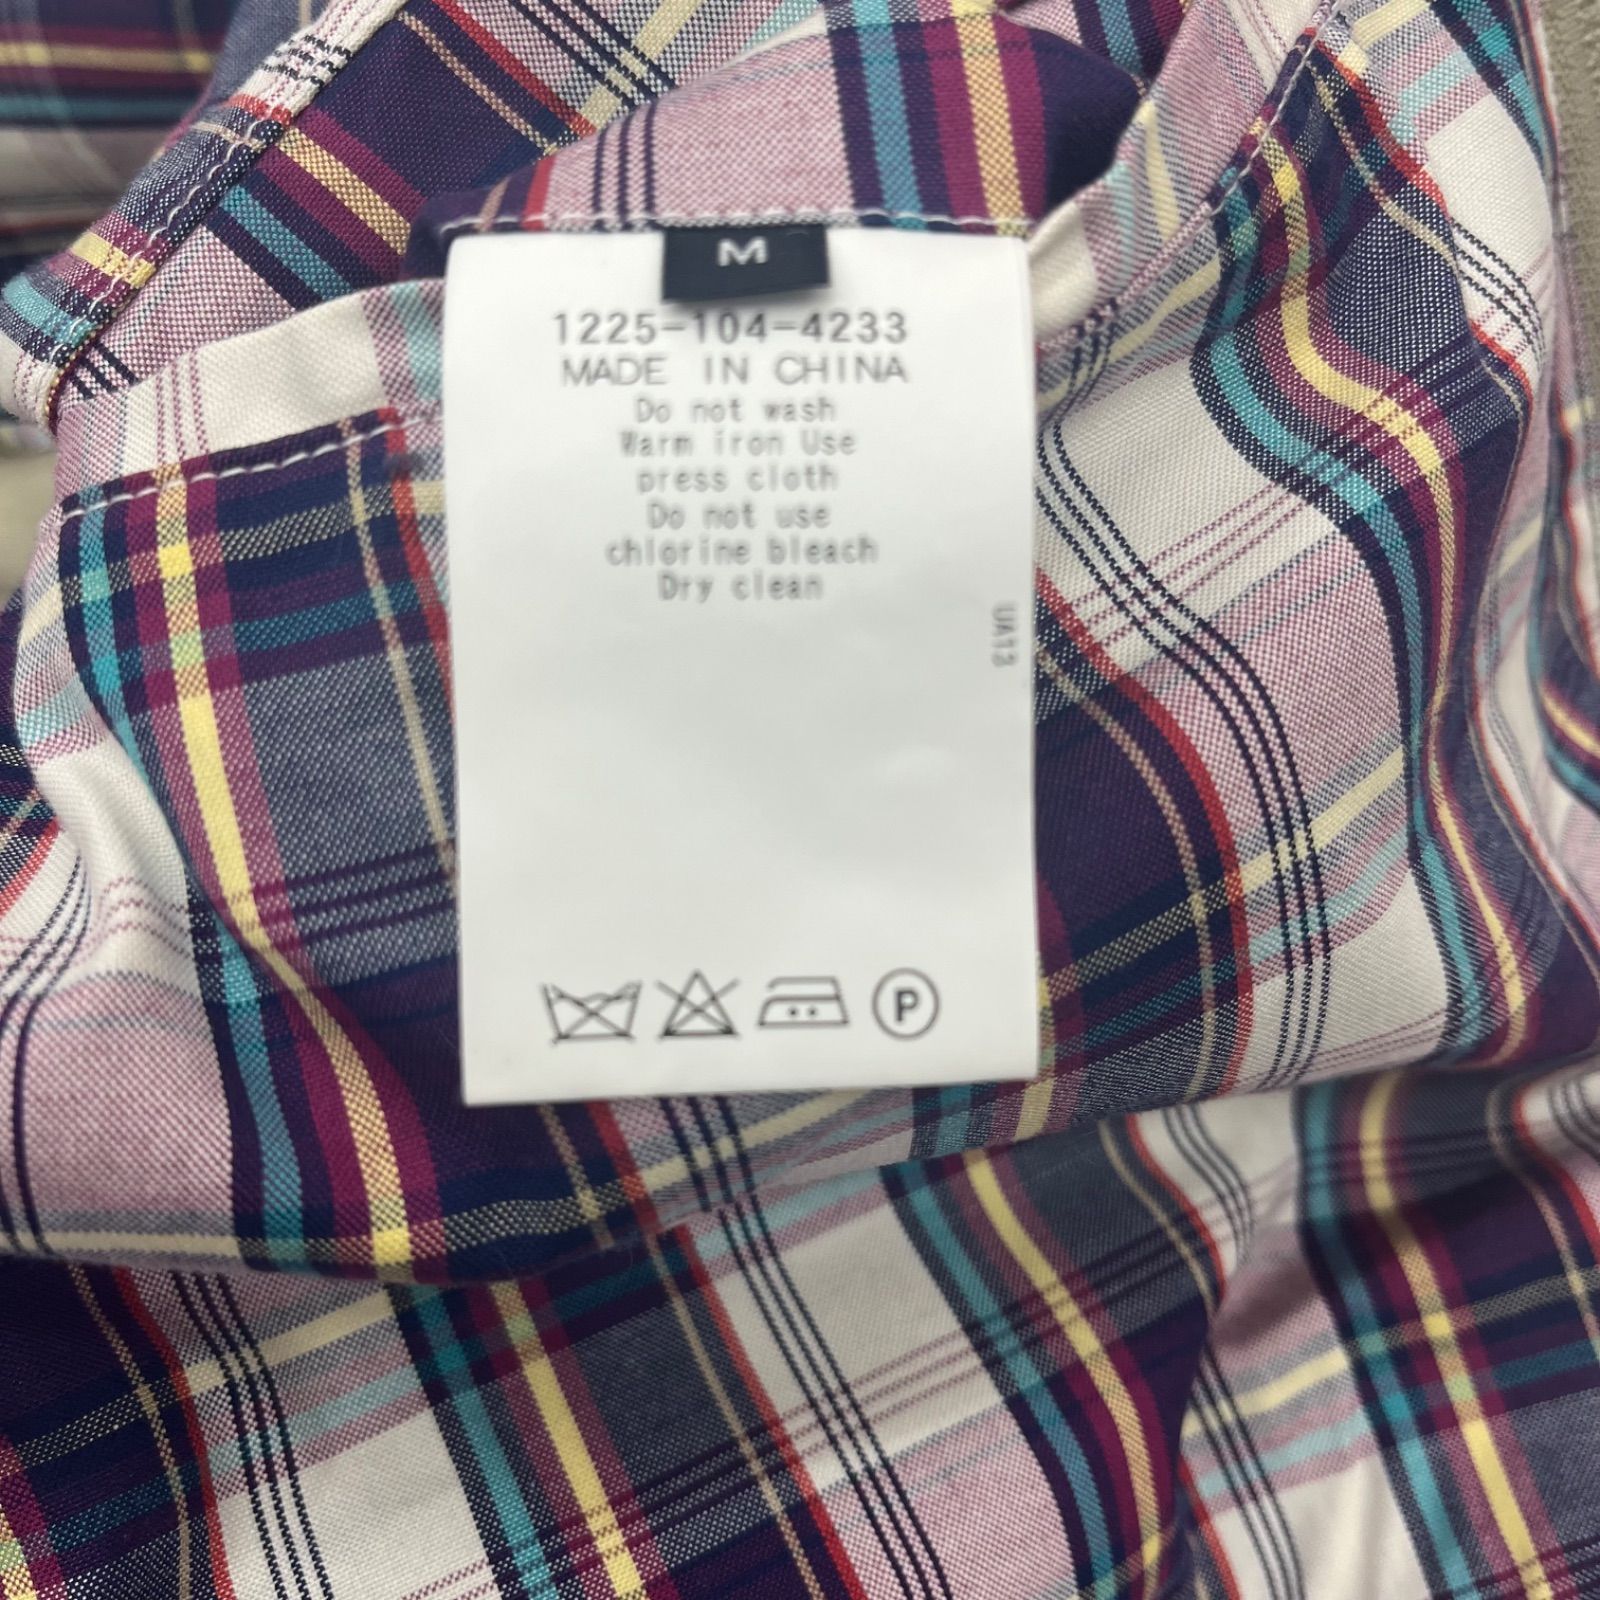 M
1225-104-4233
MADE IN CHINA
Do not wash
Warm iron Use
press cloth
Do not use
chlorine bleach
Dry clean
UA13
P